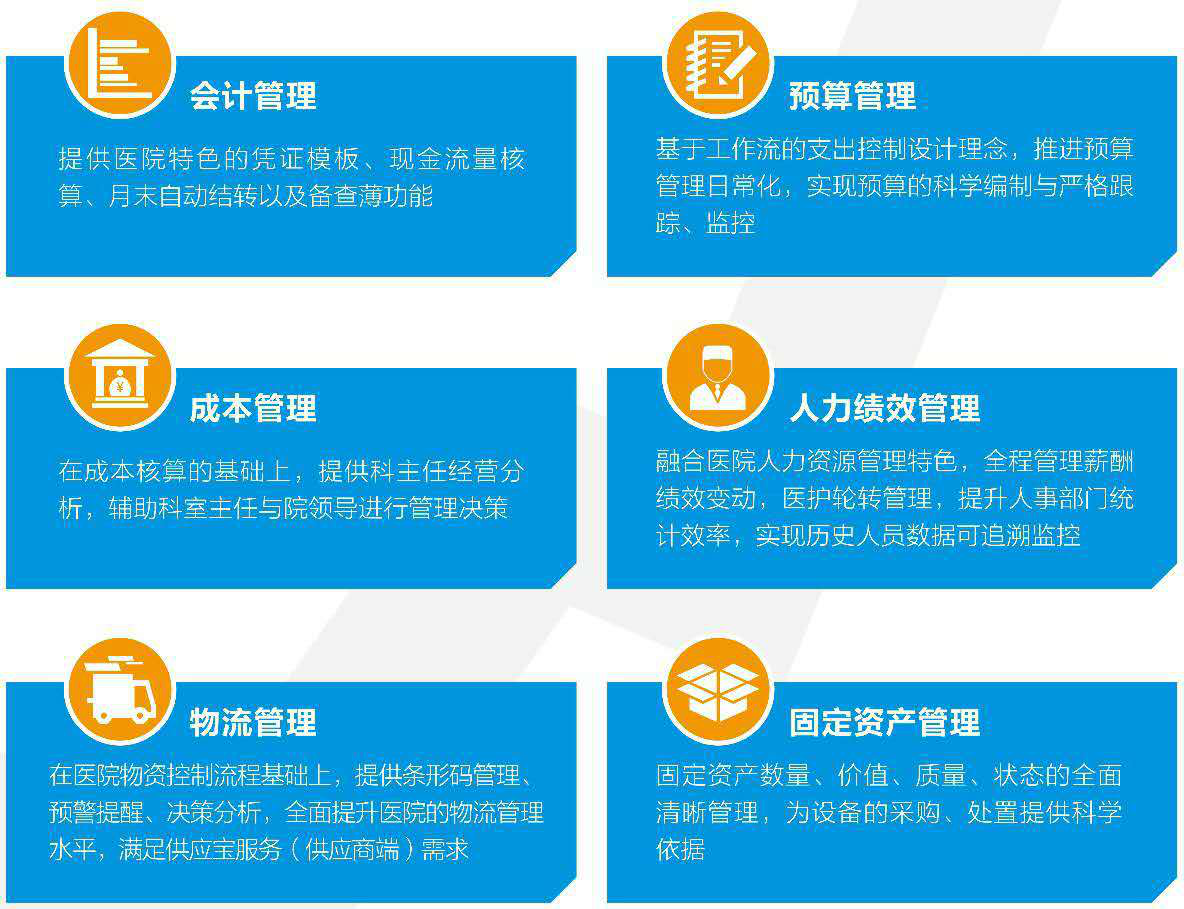 会计管理
提供医院特色的凭证模板、现金流量核
算、月末自动结转以及备查薄功能
预算管理
基于工作流的支出控制设计理念，推进预算
管理日常化，实现预算的科学编制与严格跟
踪、监控
成本管理
在成本核算的基础上，提供科主任经营分
析，辅助科室主任与院领导进行管理决策
人力绩效管理
融合医院人力资源管理特色，全程管理薪酬
绩效变动，医护轮转管理，提升人事部门统
计效率，实现历史人员数据可追溯监控
物流管理
在医院物资控制流程基础上，提供条形码管理、
预警提醒、决策分析，全面提升医院的物流管理
水平，满足供应宝服务（供应商端）需求
固定资产管理
固定资产数量、价值、质量、状态的全面
清晰管理，为设备的采购、处置提供科学
依据